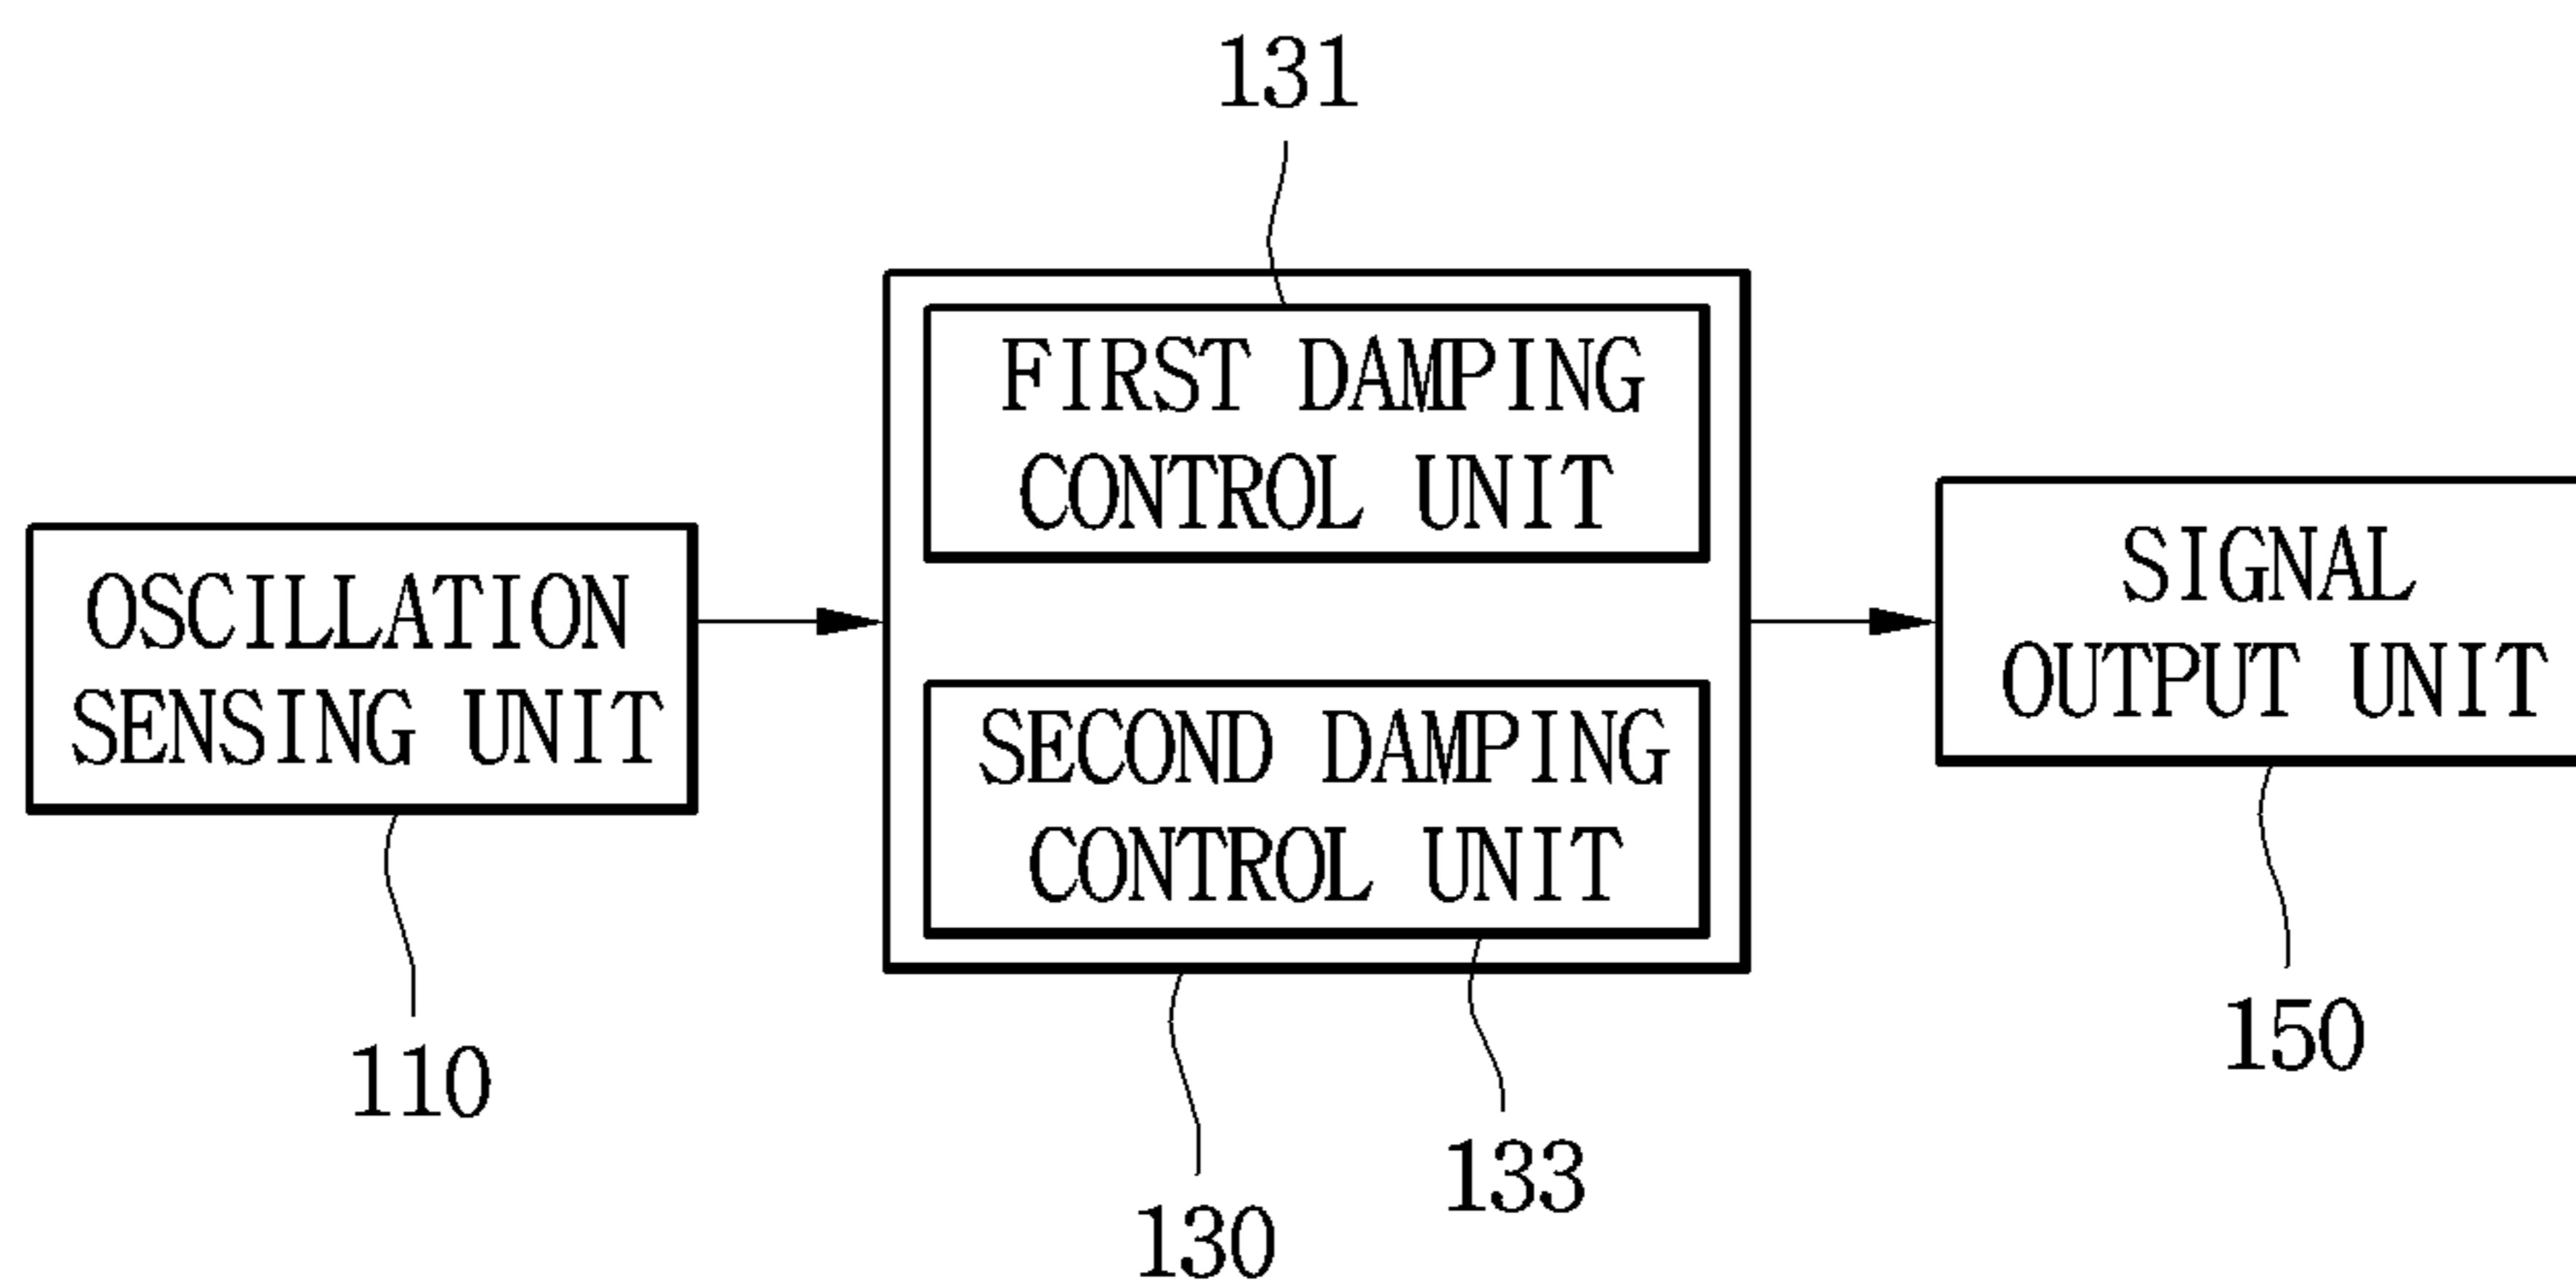 131
FIRST DAMPING
CONTROL UNIT
OSCILLATION
SENSING UNIT
SIGNAL
OUTPUT UNIT
SECOND DAMPING
CONTROL UNIT
110
150
133
130